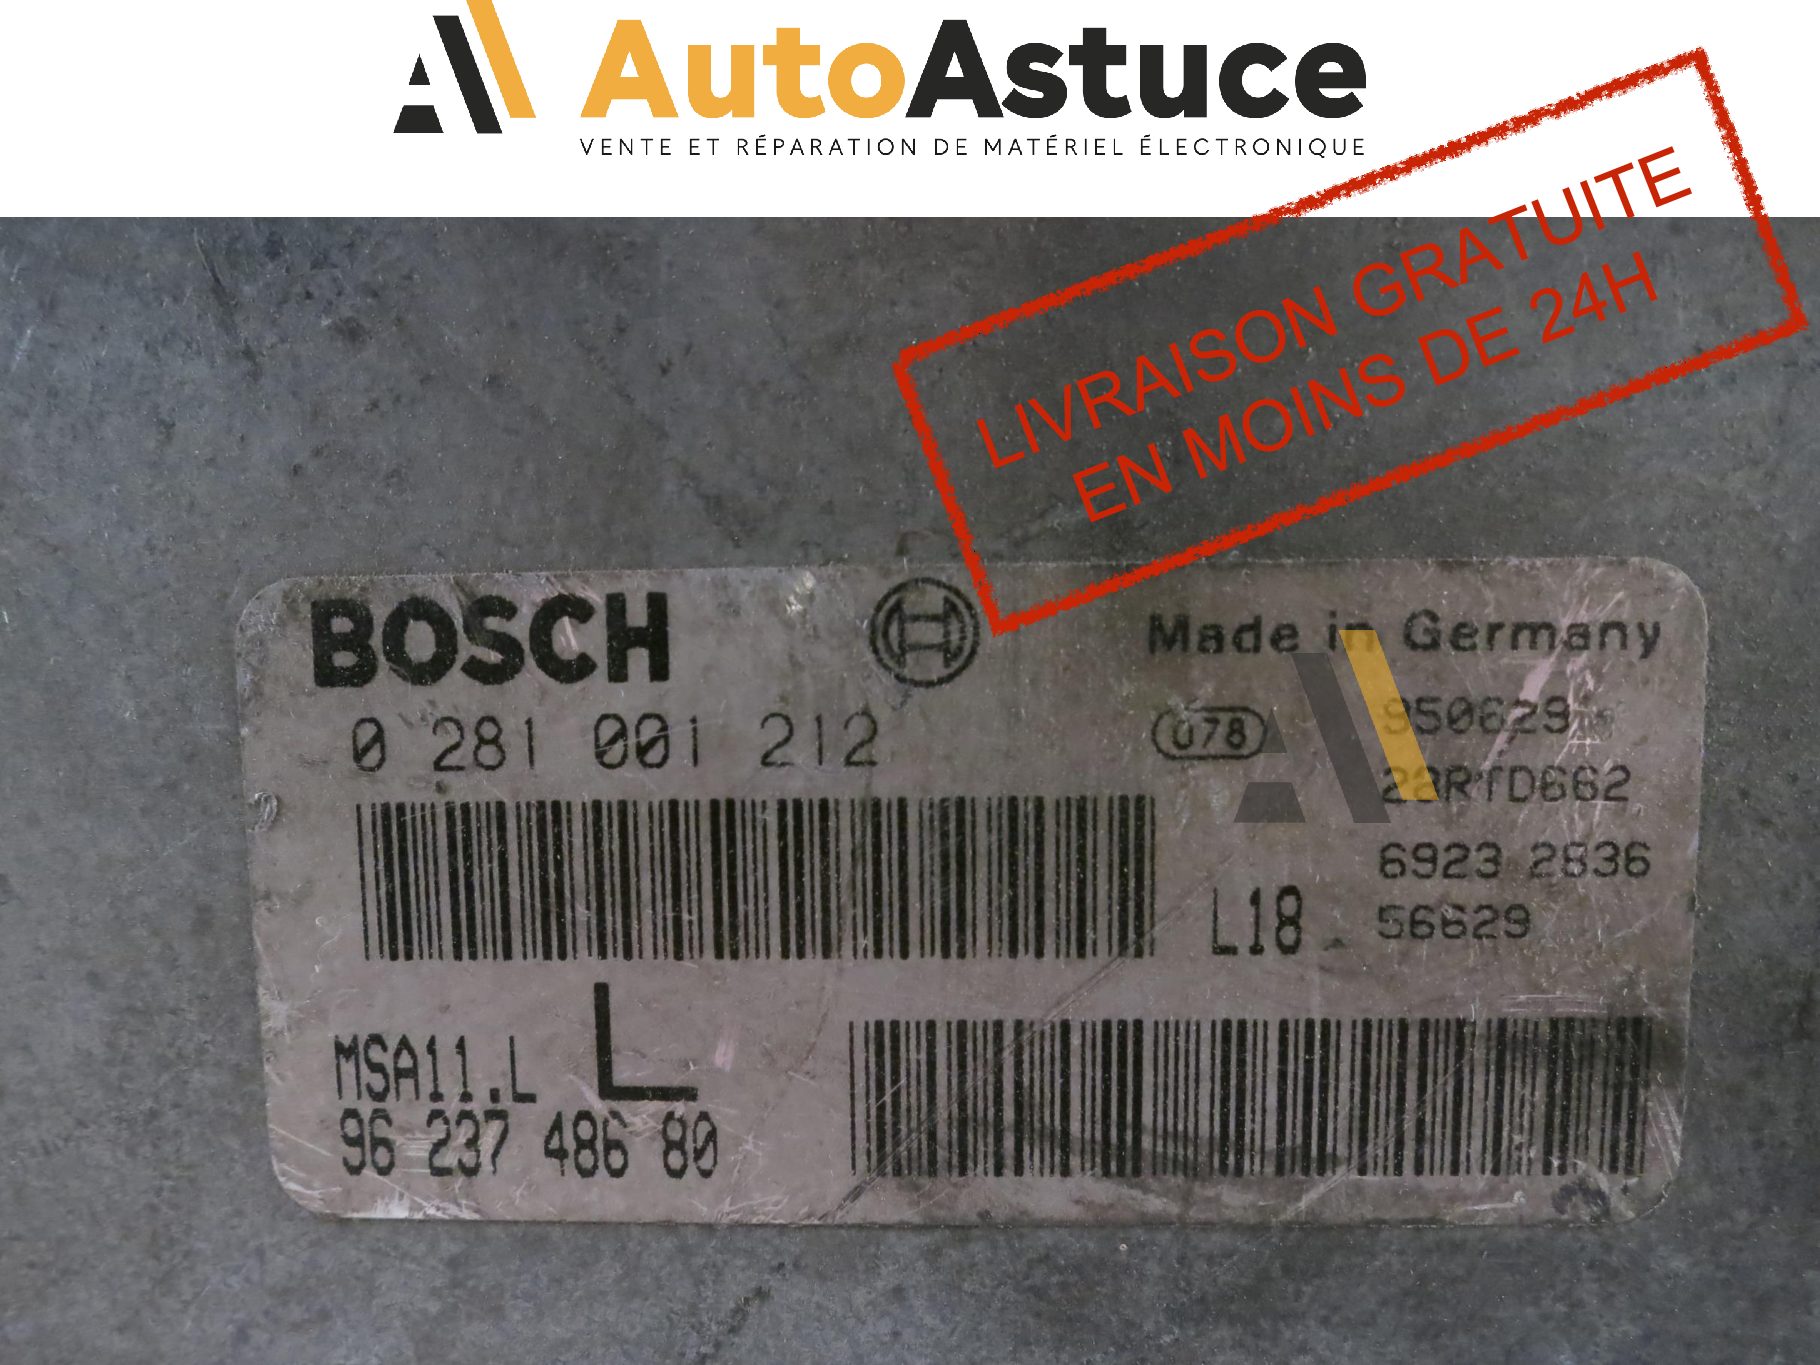 AutoAstuce
VENTE ET RÉPARATION DE MATÉRIEL ÉLECTRONIQUE
LIVRAISON GRATUITE
EN MOINS DE 24H
BOSCH
Made in Germany
0 281 001 212
078
950629
22RTD662
6923 2836
L18
56629
MSA11.L
L
96 237 486 80